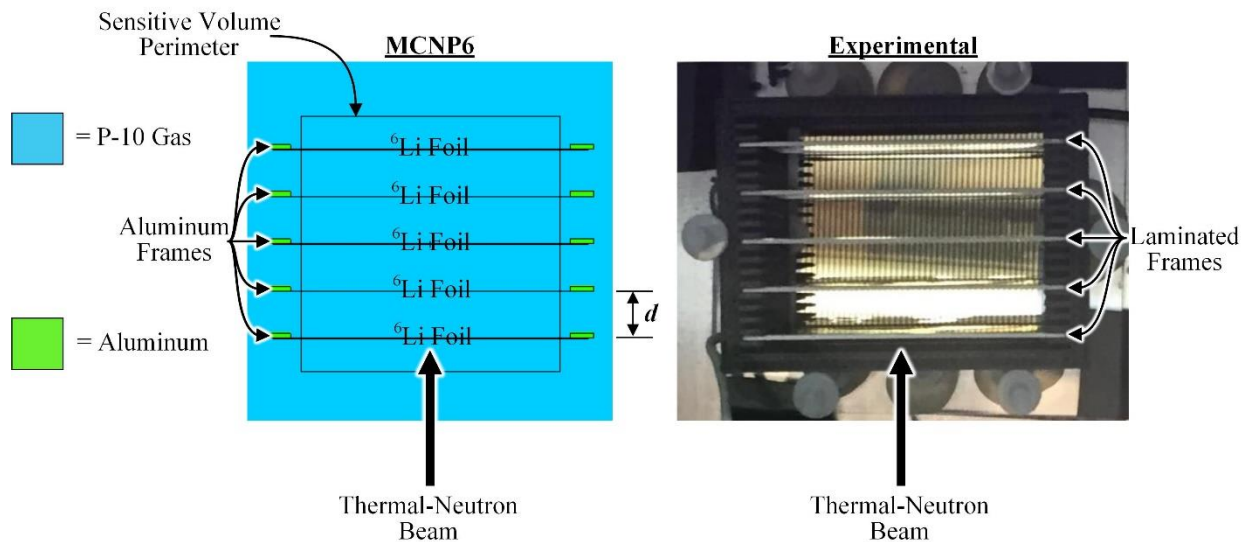 Sensitive Volume
Perimeter
MCNP6
Experimental
= P-10 Gas
⁶Li Foil
⁶Li Foil
⁶Li Foil
⁶Li Foil
⁶Li Foil
Aluminum
Frames
d
= Aluminum
Laminated
Frames
Thermal-Neutron
Beam
Thermal-Neutron
Beam